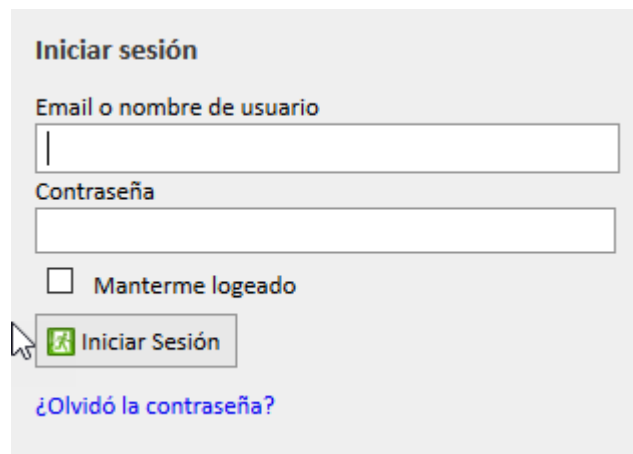 Iniciar sesión
Email o nombre de usuario
Contraseña
Manterme logeado
Iniciar Sesión
¿Olvidó la contraseña?